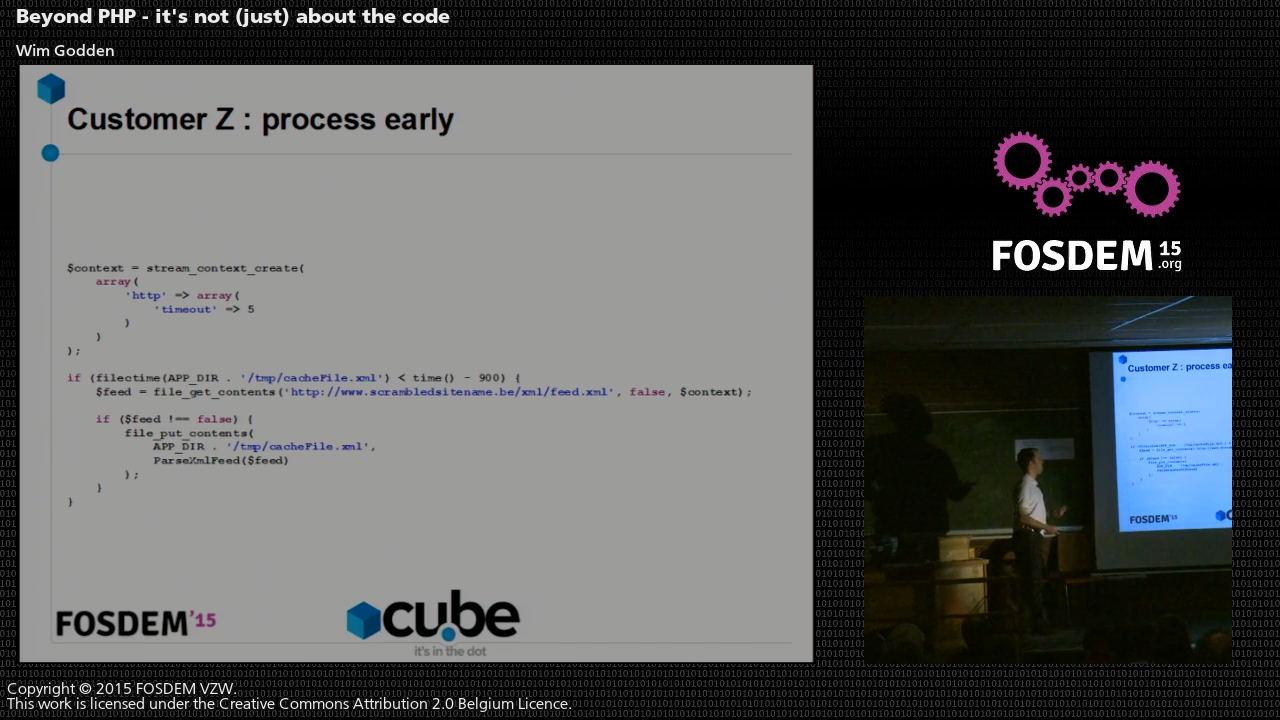 Beyond PHP - it's not (just) about the code
Wim Godden
Customer Z : process early
$context = stream_context_create(
array(
'http' => array(
'timeout' => 5
)
)
);
if (filectime(APP_DIR . '/tmp/cacheFile.xml') < time() - 900) {
$feed = file_get_contents('http://www.scrambledsitename.be/xml/feed.xml', false, $context);
if ($feed !== false) {
file_put_contents(
APP_DIR . '/tmp/cacheFile.xml',
ParseXmlFeed($feed)
);
}
}
FOSDEM'15
cu.be
it's in the dot
FOSDEM 15
.org
Customer Z : process ea
FOSDEM'15
Copyright © 2015 FOSDEM VZW.
This work is licensed under the Creative Commons Attribution 2.0 Belgium Licence.